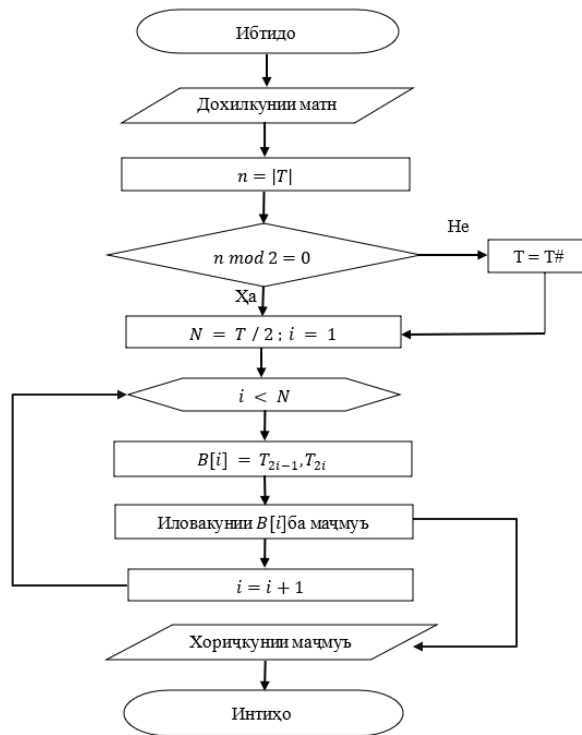 Ибтидо
Дохилкунии матн
n = |T|
n mod 2 = 0
Не
T = T#
Ҳа
N = T / 2 ; i = 1
i < N
B[i] = T₂ᵢ₋₁,T₂ᵢ
Иловакунии B[i]ба маҷмуъ
i = i + 1
Хориҷкунии маҷмуъ
Интиҳо